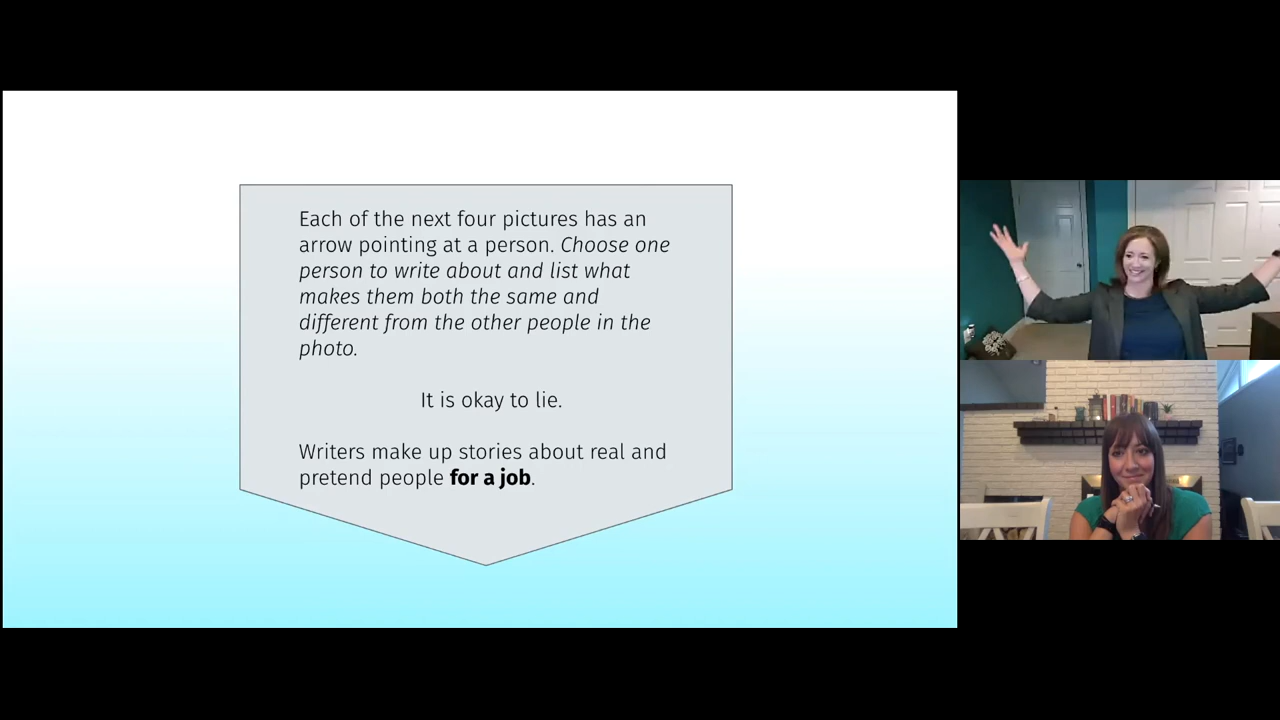 Each of the next four pictures has an
arrow pointing at a person. Choose one
person to write about and list what
makes them both the same and
different from the other people in the
photo.
It is okay to lie.
Writers make up stories about real and
pretend people for a job.